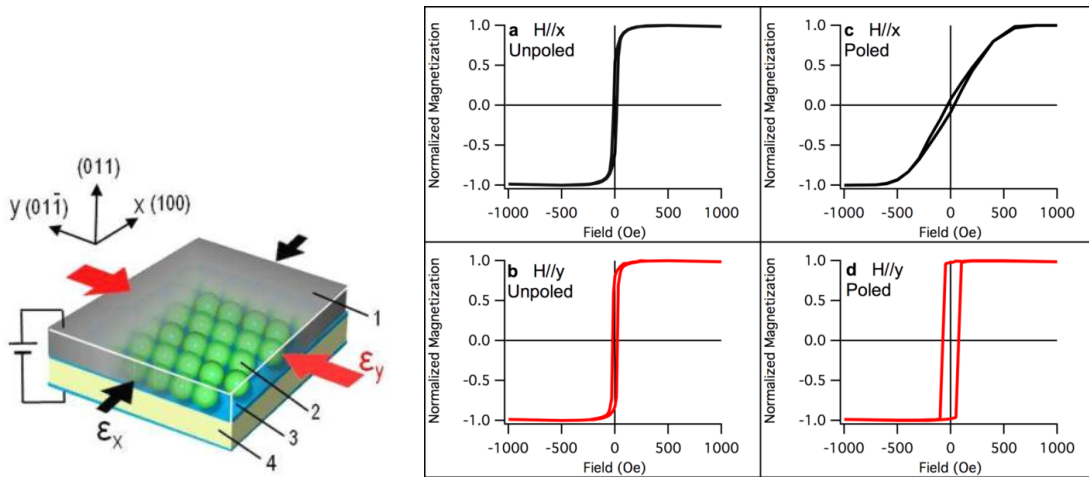 (011)
y (01̄1̄) x (100)
1
εy
2
εx
3
4
a H//x
Unpoled
Normalized Magnetization
1.0
0.5
0.0
-0.5
-1.0
-1000 -500 0 500 1000
Field (Oe)
c H//x
Poled
Normalized Magnetization
1.0
0.5
0.0
-0.5
-1.0
-1000 -500 0 500 1000
Field (Oe)
b H//y
Unpoled
Normalized Magnetization
1.0
0.5
0.0
-0.5
-1.0
-1000 -500 0 500 1000
Field (Oe)
d H//y
Poled
Normalized Magnetization
1.0
0.5
0.0
-0.5
-1.0
-1000 -500 0 500 1000
Field (Oe)